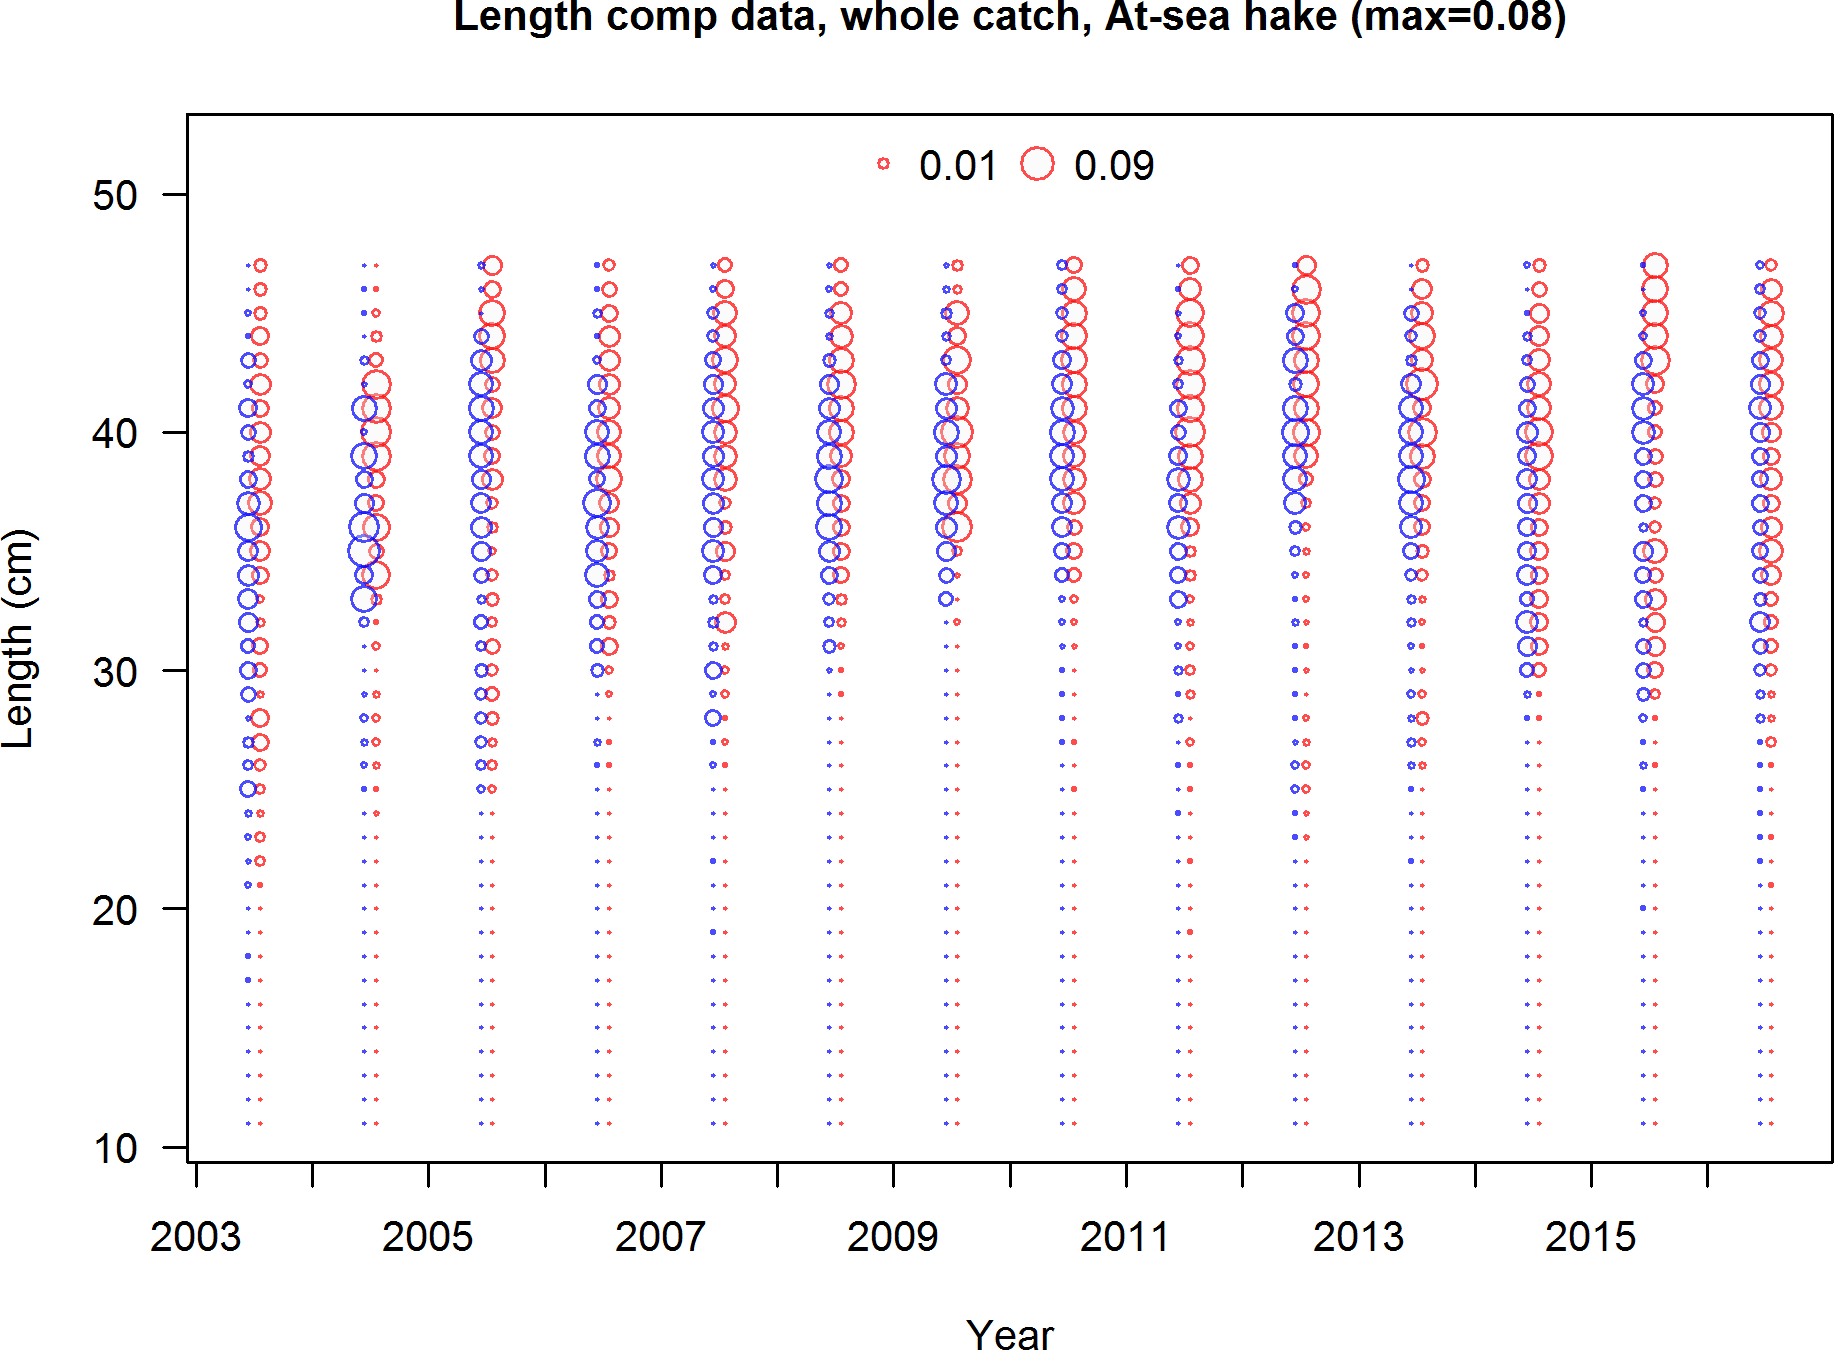 Length comp data, whole catch, At-sea hake (max=0.08)
0.01 0.09
50
40
30
20
10
Length (cm)
2003 2005 2007 2009 2011 2013 2015
Year